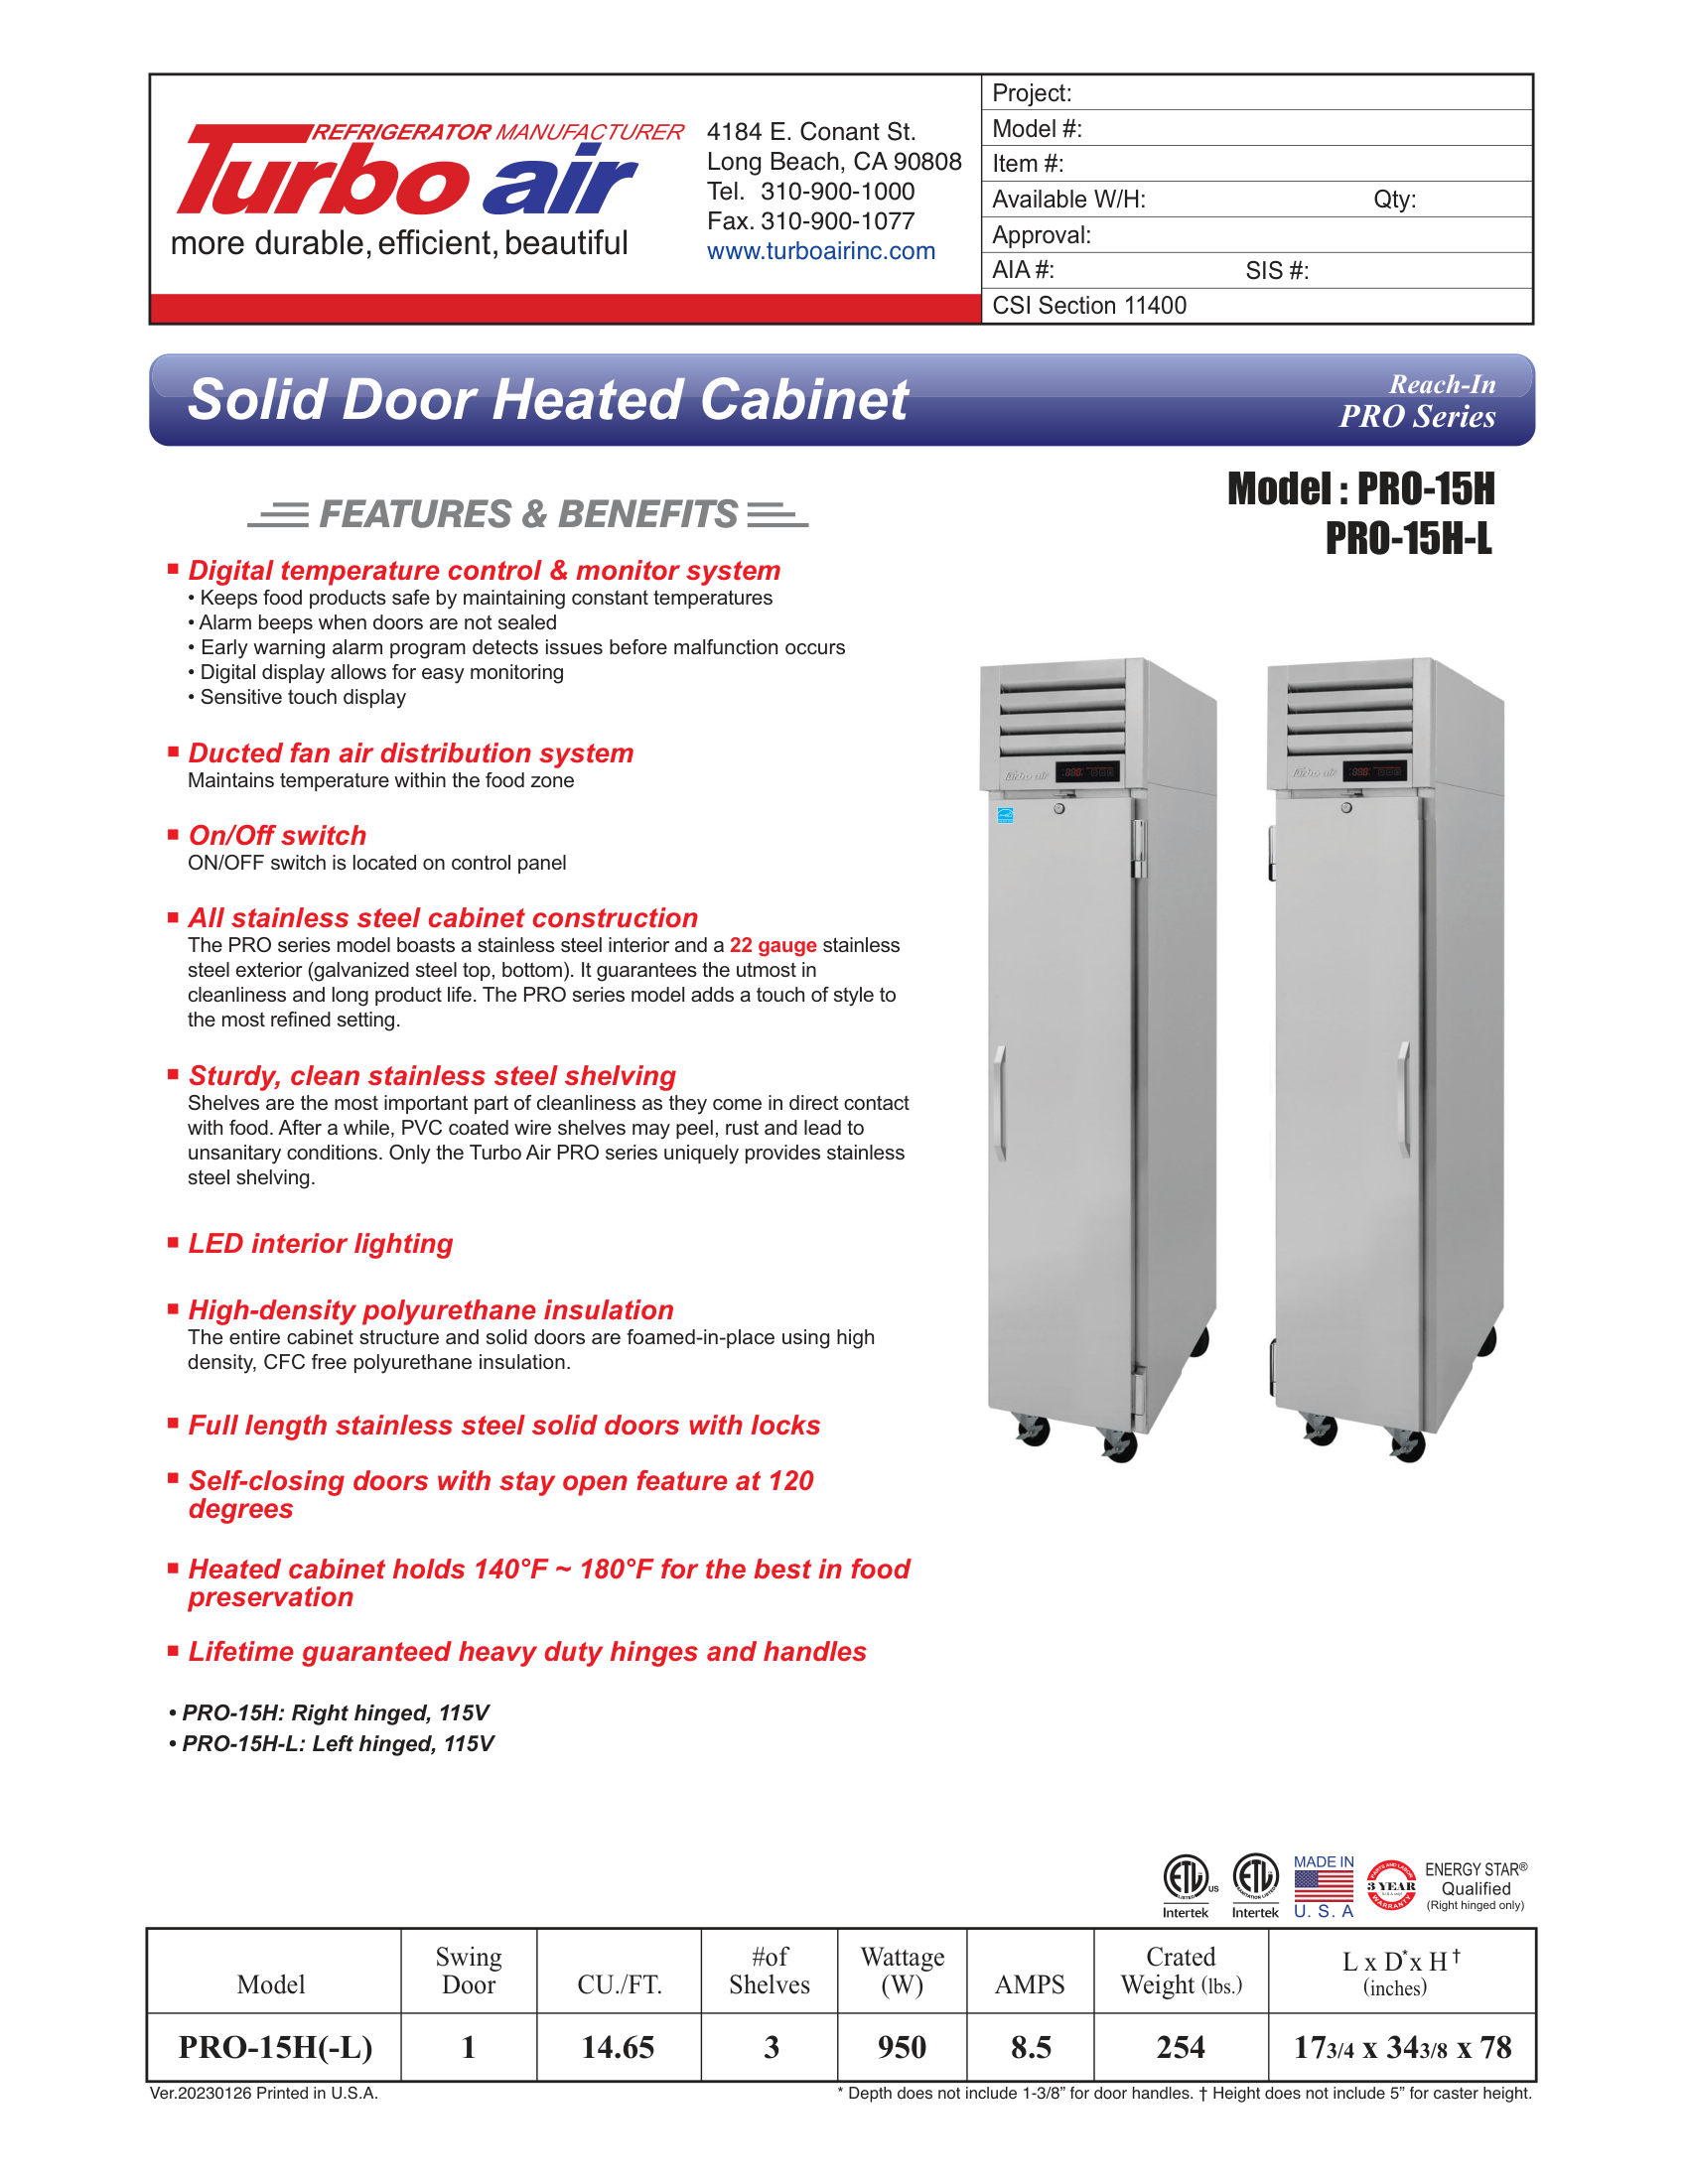 REFRIGERATOR MANUFACTURER
Turbo air
more durable, efficient, beautiful
4184 E. Conant St.
Long Beach, CA 90808
Tel. 310-900-1000
Fax. 310-900-1077
www.turboairinc.com
Project:
Model #:
Item #:
Available W/H: Qty:
Approval:
AIA #: SIS #:
CSI Section 11400
Solid Door Heated Cabinet
Reach-In
PRO Series
Model : PRO-15H
PRO-15H-L
FEATURES & BENEFITS
Digital temperature control & monitor system
• Keeps food products safe by maintaining constant temperatures
• Alarm beeps when doors are not sealed
• Early warning alarm program detects issues before malfunction occurs
• Digital display allows for easy monitoring
• Sensitive touch display
Ducted fan air distribution system
Maintains temperature within the food zone
On/Off switch
ON/OFF switch is located on control panel
All stainless steel cabinet construction
The PRO series model boasts a stainless steel interior and a 22 gauge stainless
steel exterior (galvanized steel top, bottom). It guarantees the utmost in
cleanliness and long product life. The PRO series model adds a touch of style to
the most refined setting.
Sturdy, clean stainless steel shelving
Shelves are the most important part of cleanliness as they come in direct contact
with food. After a while, PVC coated wire shelves may peel, rust and lead to
unsanitary conditions. Only the Turbo Air PRO series uniquely provides stainless
steel shelving.
LED interior lighting
High-density polyurethane insulation
The entire cabinet structure and solid doors are foamed-in-place using high
density, CFC free polyurethane insulation.
Full length stainless steel solid doors with locks
Self-closing doors with stay open feature at 120
degrees
Heated cabinet holds 140°F ~ 180°F for the best in food
preservation
Lifetime guaranteed heavy duty hinges and handles
• PRO-15H: Right hinged, 115V
• PRO-15H-L: Left hinged, 115V
Turbo air
Turbo air
ETL LISTED US
Intertek
ETL SANITATION LISTED
Intertek
MADE IN
U. S. A
PARTS AND LABOR
3 YEAR
WARRANTY
ENERGY STAR®
Qualified
(Right hinged only)
Model Swing Door CU./FT. #of Shelves Wattage (W) AMPS Crated Weight (lbs.) L x D* x H† (inches)
PRO-15H(-L) 1 14.65 3 950 8.5 254 17 3/4 x 34 3/8 x 78
Ver.20230126 Printed in U.S.A.
* Depth does not include 1-3/8” for door handles. † Height does not include 5” for caster height.